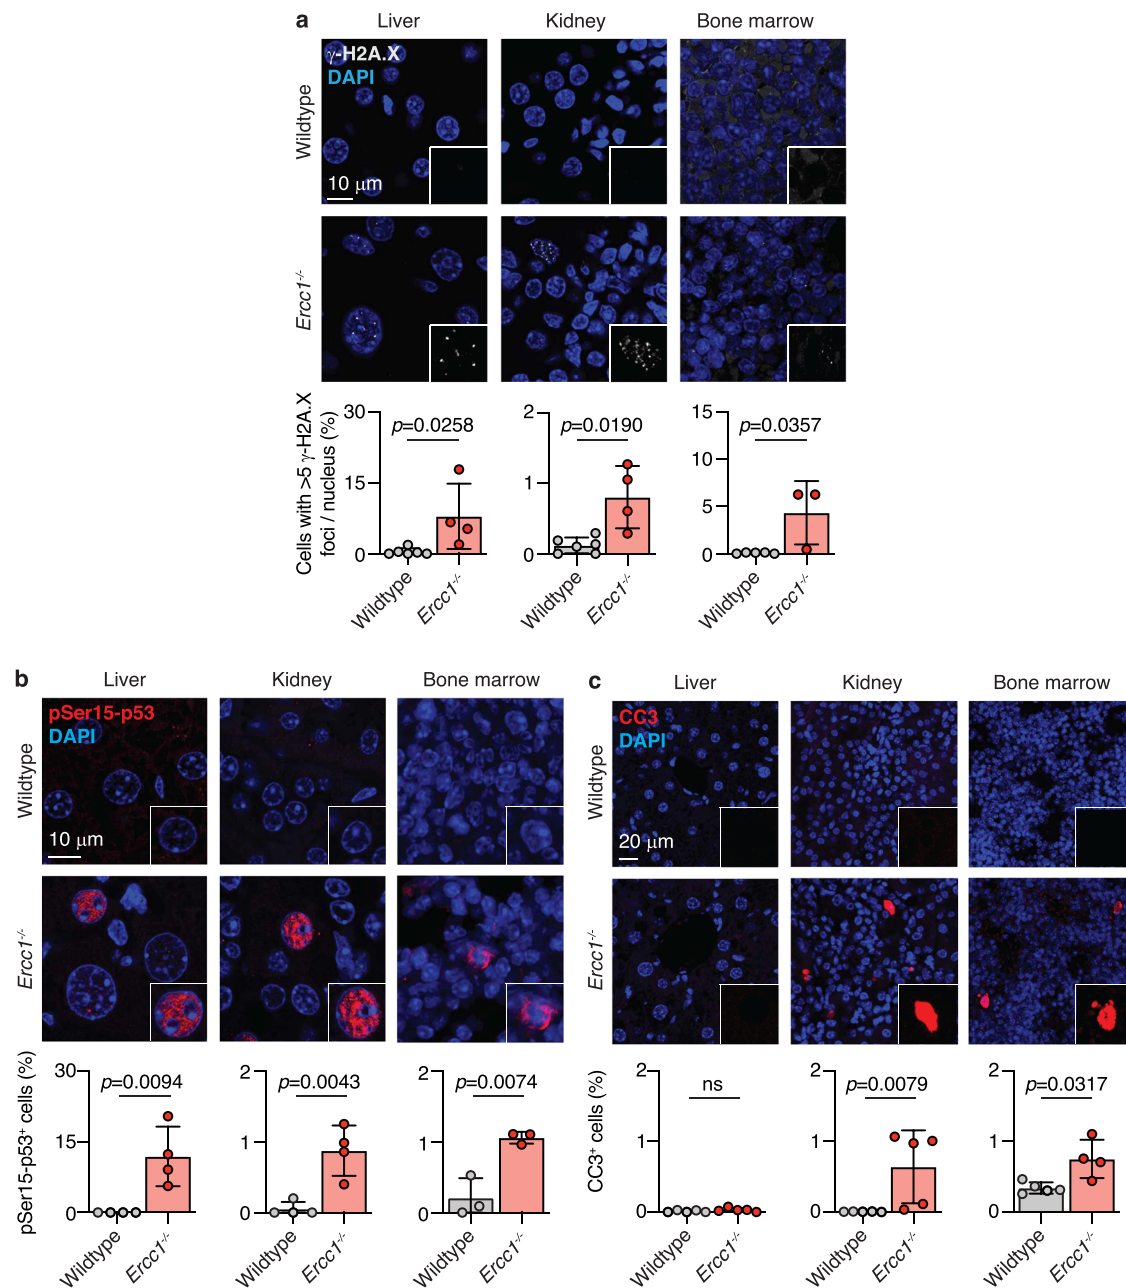 a
Liver Kidney Bone marrow
γ-H2A.X
DAPI
Wildtype
10 μm
Ercc1-/-
Cells with >5 γ-H2A.X
foci / nucleus (%)
30 15 0
p=0.0258
2 1 0
p=0.0190
15 10 5 0
p=0.0357
Wildtype Ercc1-/- Wildtype Ercc1-/- Wildtype Ercc1-/-
b
Liver Kidney Bone marrow
pSer15-p53
DAPI
Wildtype
10 μm
Ercc1-/-
pSer15-p53+ cells (%)
30 15 0
p=0.0094
2 1 0
p=0.0043
2 1 0
p=0.0074
Wildtype Ercc1-/- Wildtype Ercc1-/- Wildtype Ercc1-/-
c
Liver Kidney Bone marrow
CC3
DAPI
Wildtype
20 μm
Ercc1-/-
CC3+ cells (%)
2 1 0
ns
2 1 0
p=0.0079
2 1 0
p=0.0317
Wildtype Ercc1-/- Wildtype Ercc1-/- Wildtype Ercc1-/-